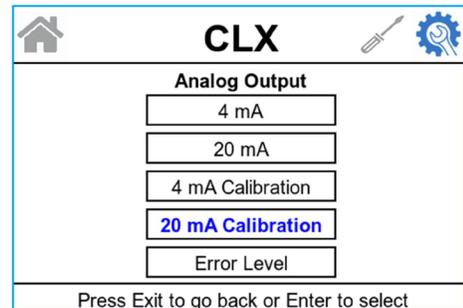 CLX
Analog Output
4 mA
20 mA
4 mA Calibration
20 mA Calibration
Error Level
Press Exit to go back or Enter to select